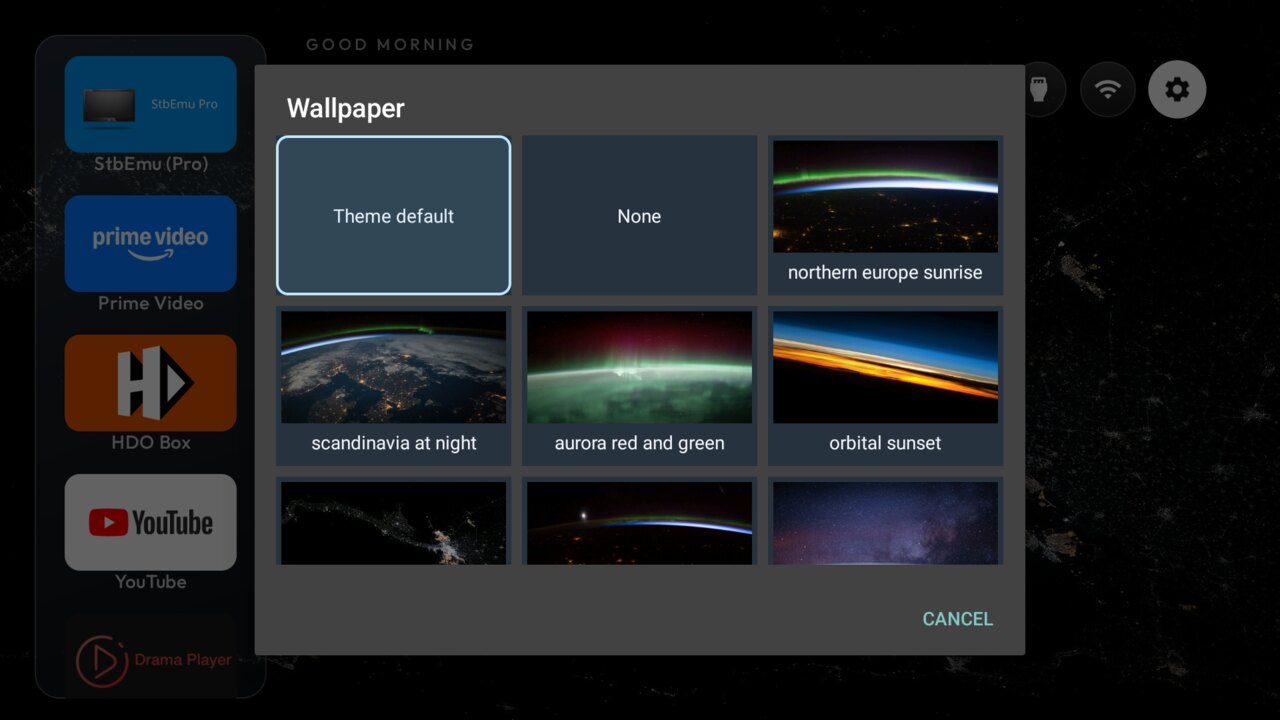 GOOD MORNING
StbEmu Pro
StbEmu (Pro)
prime video
Prime Video
HD
HDO Box
YouTube
YouTube
Drama Player
Wallpaper
Theme default
None
northern europe sunrise
scandinavia at night
aurora red and green
orbital sunset
CANCEL